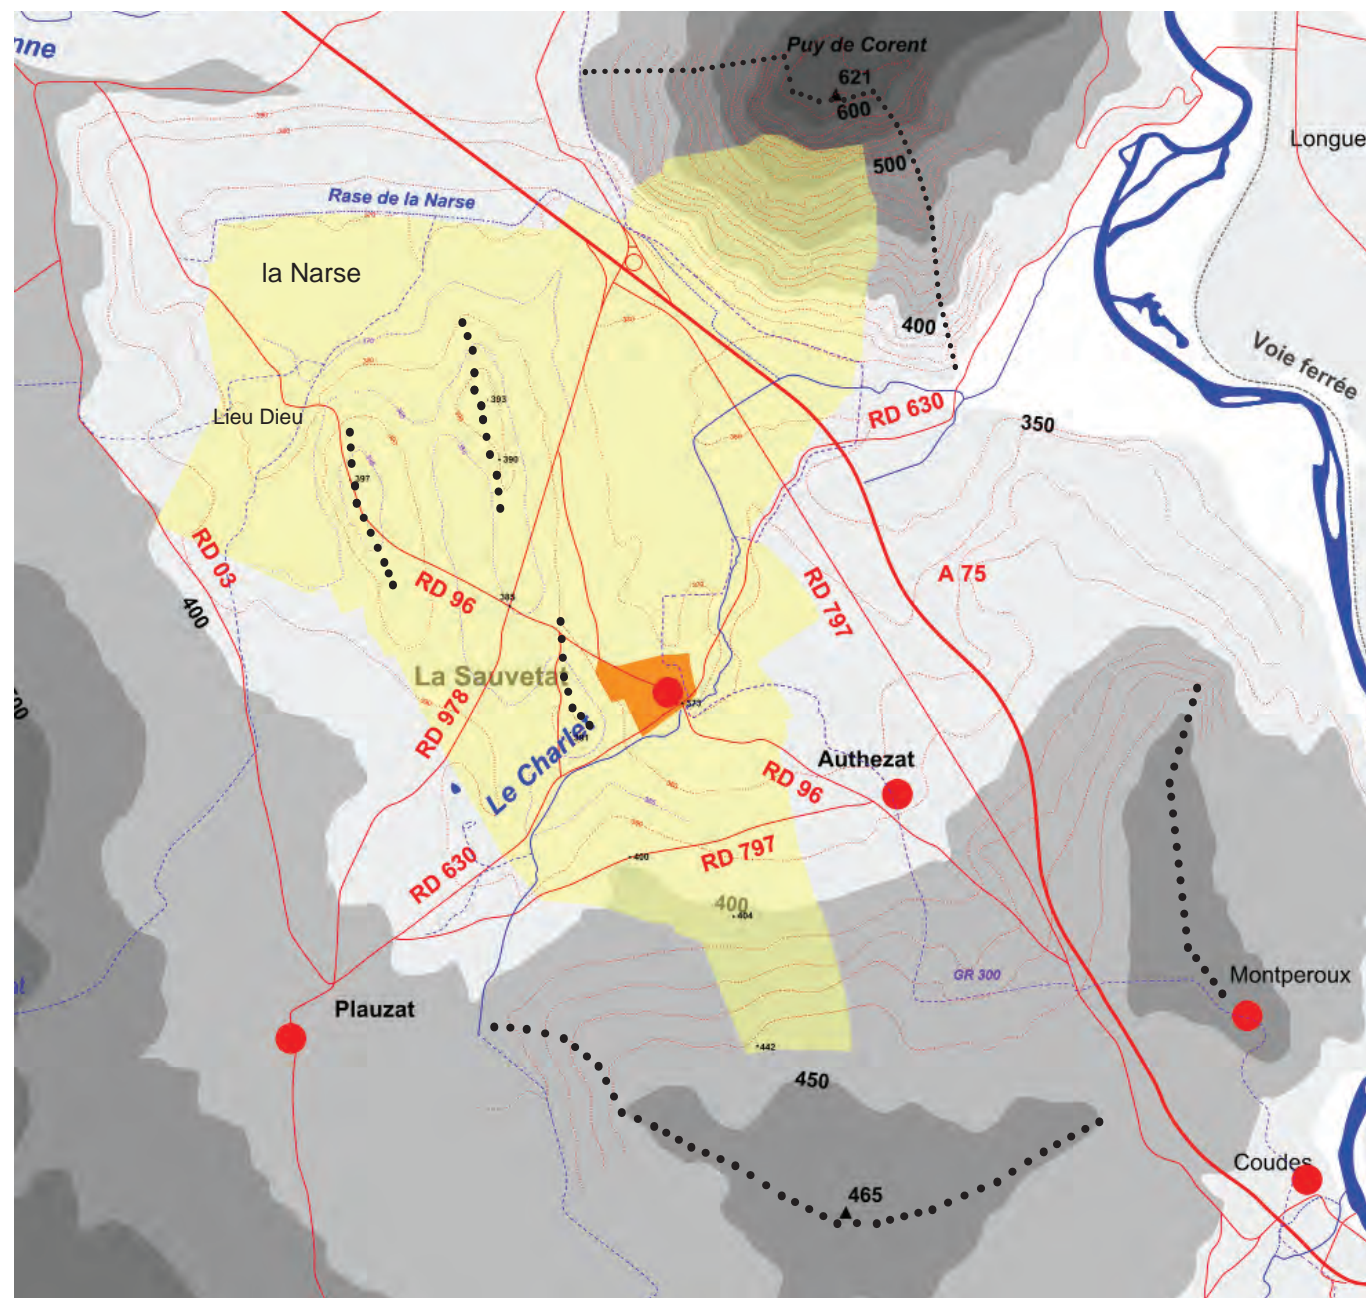 nne
Puy de Corent
621
600
Longue
500
Rase de la Narse
la Narse
400
Voie ferrée
393
RD 630
Lieu Dieu
350
390
397
RD 03
RD 96
A 75
RD 797
400
385
La Sauvetat
373
RD 978
Le Charlet
Authezat
RD 96
RD 797
400
RD 630
400
404
GR 300
Montperoux
Plauzat
442
450
Coudes
465